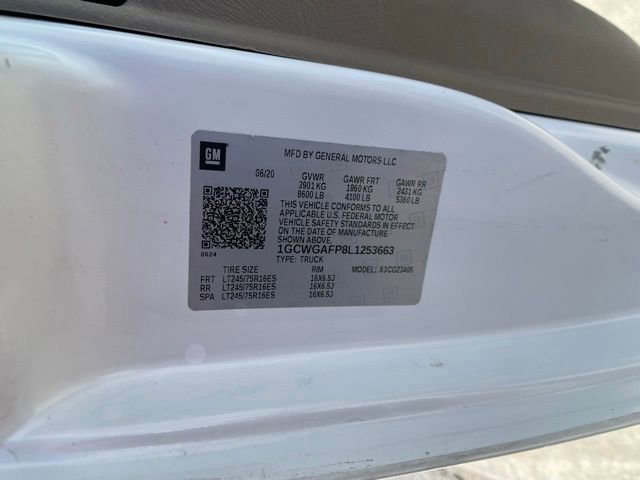 GM
MFD BY GENERAL MOTORS LLC
06/20 GVWR GAWR FRT GAWR RR
3901 KG 1860 KG 2431 KG
8600 LB 4100 LB 5360 LB
THIS VEHICLE CONFORMS TO ALL
APPLICABLE U.S. FEDERAL MOTOR
VEHICLE SAFETY STANDARDS IN EFFECT
ON THE DATE OF MANUFACTURE
0624
1GCWGAFP8L1253663
TYPE: TRUCK MODEL: 83CG23405
TIRE SIZE RIM
FRT LT245/75R16ES 16X6.5J
RR LT245/75R16ES 16X6.5J
SPA LT245/75R16ES 16X6.5J